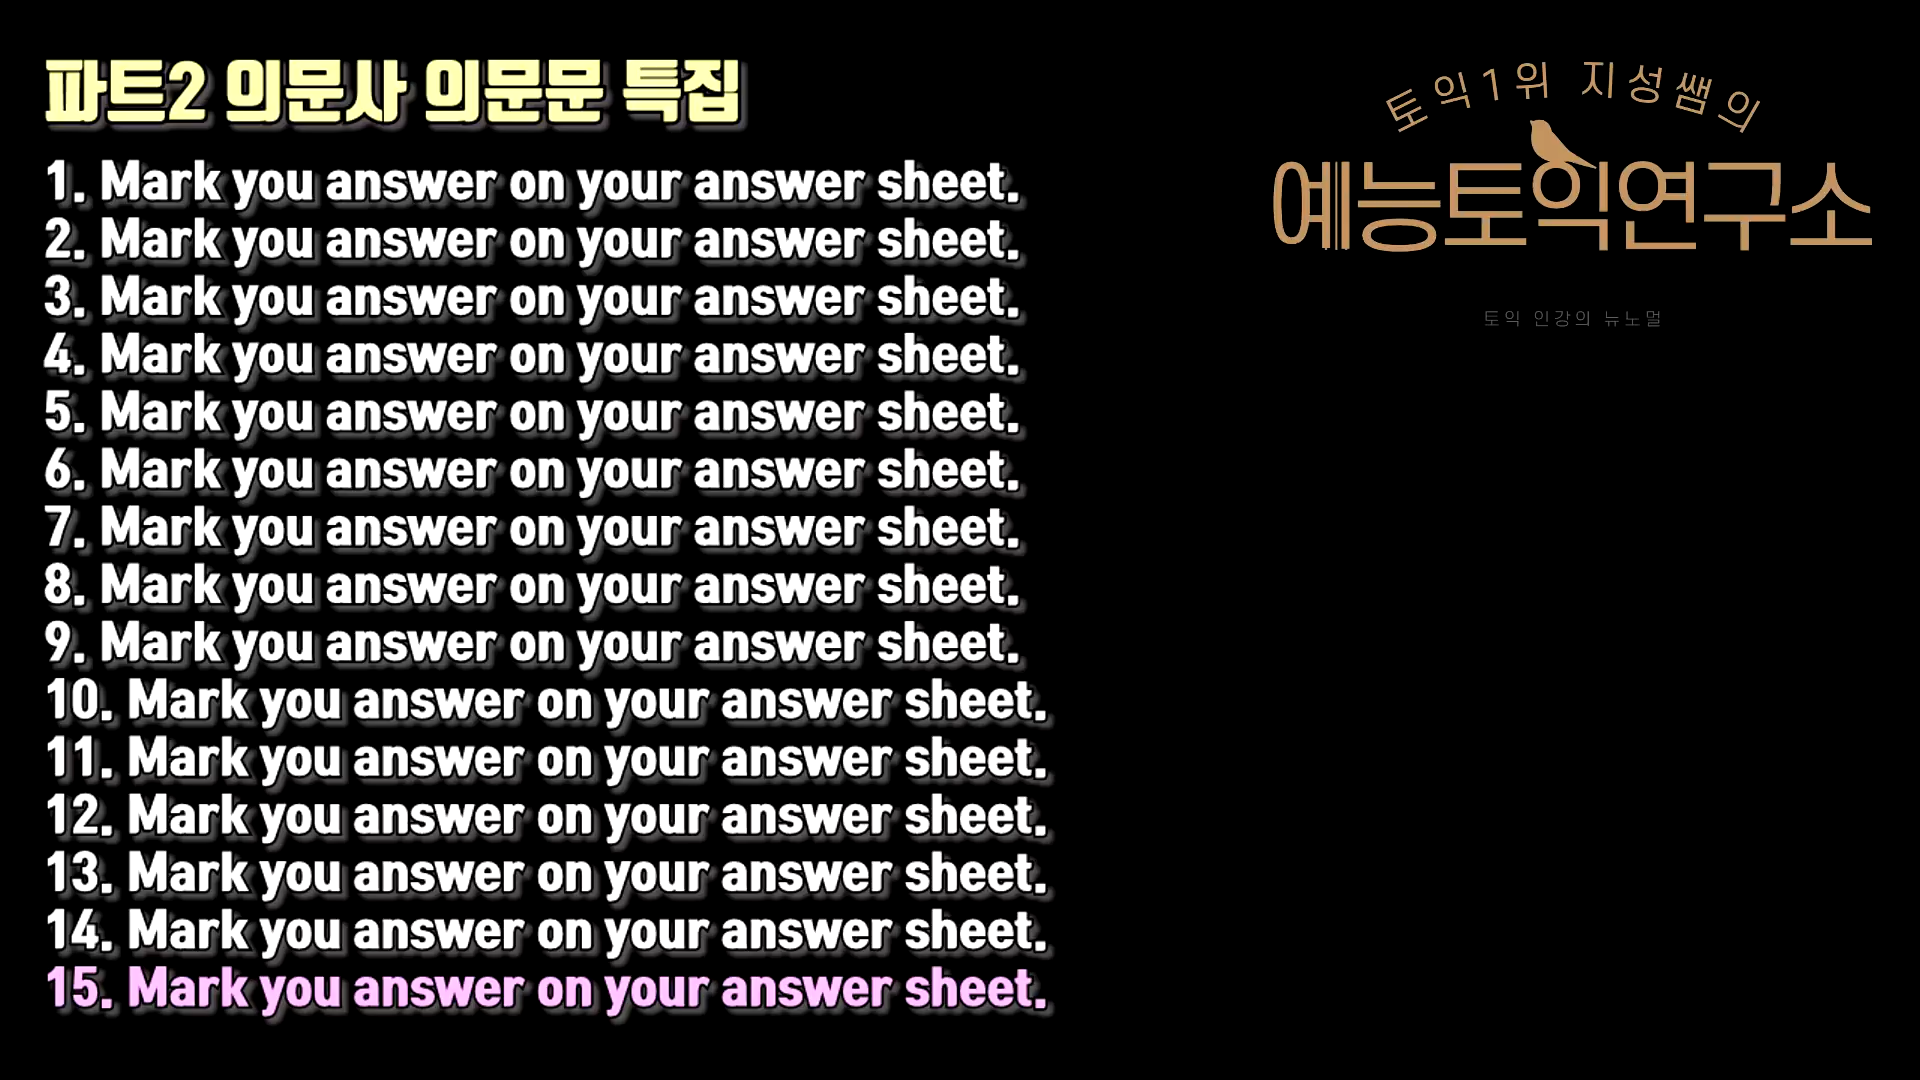 파트2 의문사 의문문 특집
1. Mark you answer on your answer sheet.
2. Mark you answer on your answer sheet.
3. Mark you answer on your answer sheet.
4. Mark you answer on your answer sheet.
5. Mark you answer on your answer sheet.
6. Mark you answer on your answer sheet.
7. Mark you answer on your answer sheet.
8. Mark you answer on your answer sheet.
9. Mark you answer on your answer sheet.
10. Mark you answer on your answer sheet.
11. Mark you answer on your answer sheet.
12. Mark you answer on your answer sheet.
13. Mark you answer on your answer sheet.
14. Mark you answer on your answer sheet.
15. Mark you answer on your answer sheet.
토익1위 지성쌤의
예능토익연구소
토익 인강의 뉴노멀